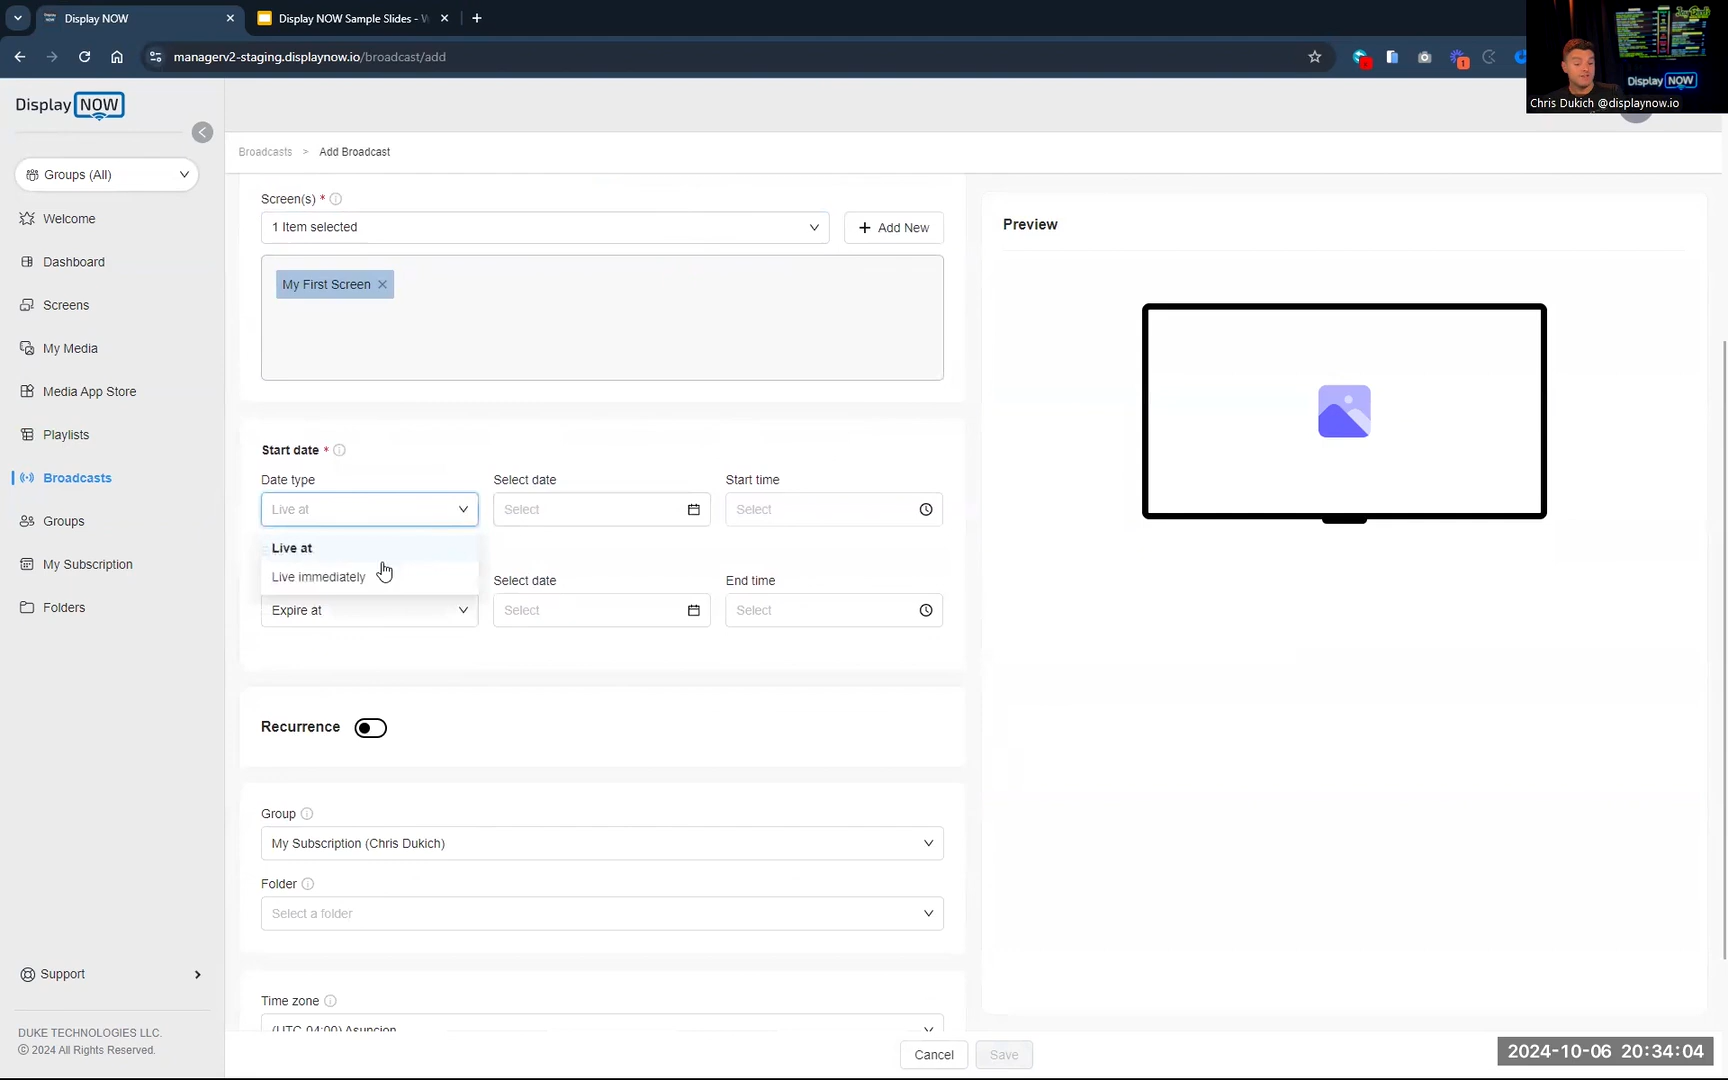 Display NOW
Display NOW Sample Slides -
managerv2-staging.displaynow.io/broadcast/add
1
Display NOW
Chris Dukich @displaynow.io
Display NOW
Groups (All)
Welcome
Dashboard
Screens
My Media
Media App Store
Playlists
Broadcasts
Groups
My Subscription
Folders
Support
DUKE TECHNOLOGIES LLC.
© 2024 All Rights Reserved.
Broadcasts > Add Broadcast
Screen(s) *
1 Item selected
+ Add New
My First Screen
Start date *
Date type
Select date
Start time
Live at
Select
Select
Live at
Live immediately
Select date
End time
Expire at
Select
Select
Recurrence
Group
My Subscription (Chris Dukich)
Folder
Select a folder
Time zone
(UTC-04:00) Asuncion
Cancel
Save
Preview
2024-10-06 20:34:04